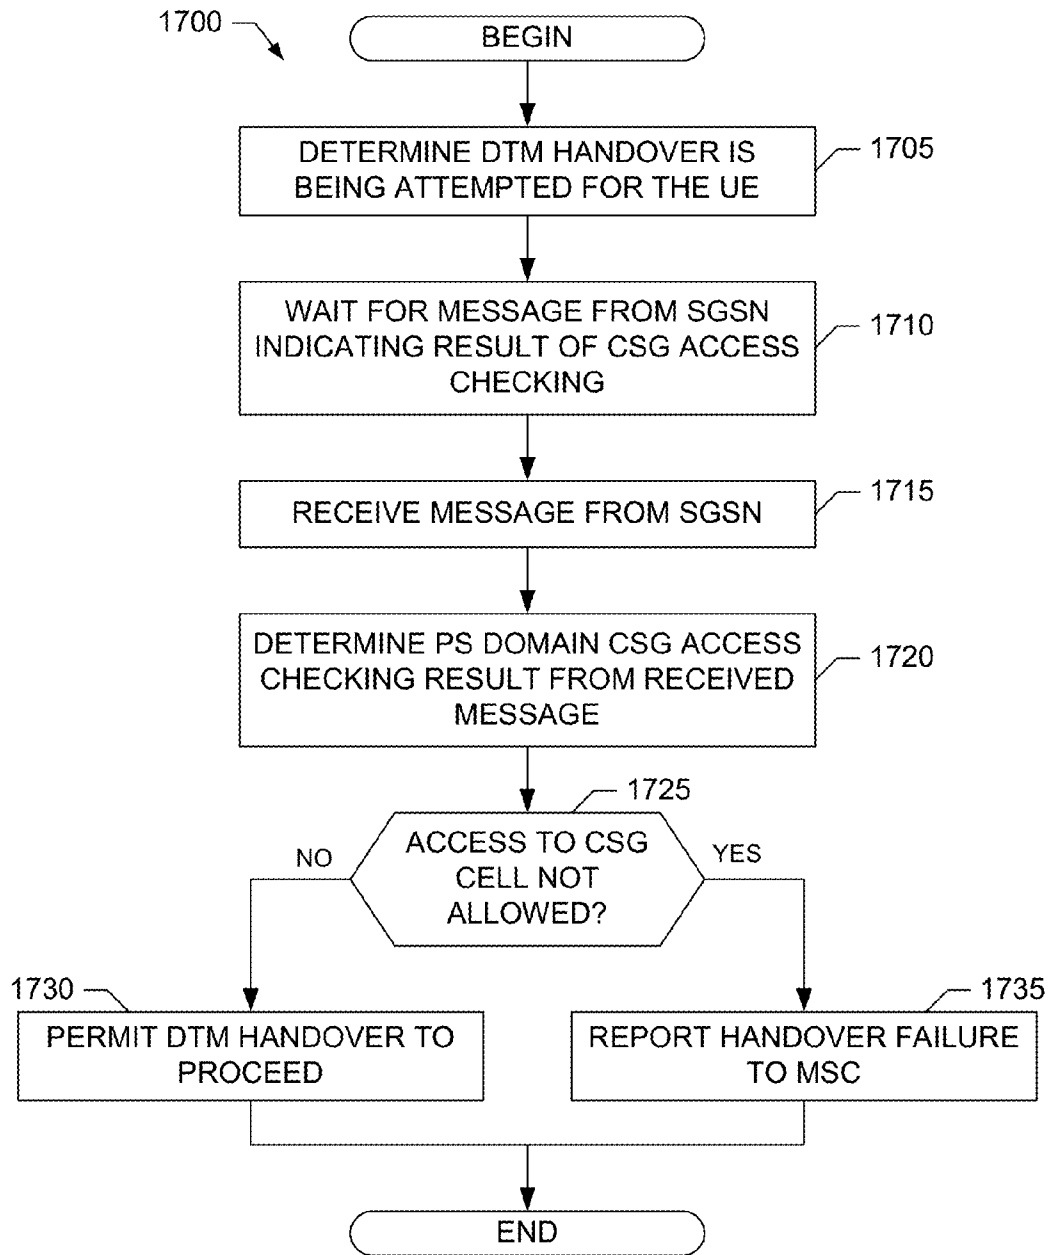 1700
BEGIN
DETERMINE DTM HANDOVER IS
BEING ATTEMPTED FOR THE UE
1705
WAIT FOR MESSAGE FROM SGSN
INDICATING RESULT OF CSG ACCESS
CHECKING
1710
RECEIVE MESSAGE FROM SGSN
1715
DETERMINE PS DOMAIN CSG ACCESS
CHECKING RESULT FROM RECEIVED
MESSAGE
1720
1725
ACCESS TO CSG
CELL NOT
ALLOWED?
NO
YES
1730
PERMIT DTM HANDOVER TO
PROCEED
1735
REPORT HANDOVER FAILURE
TO MSC
END